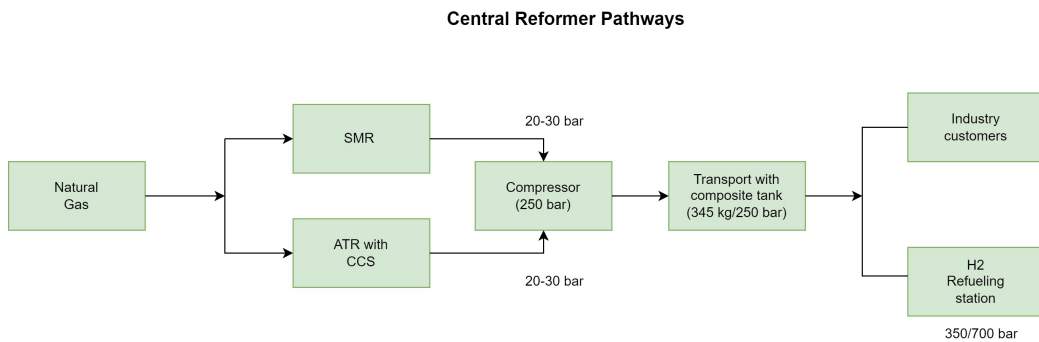 Central Reformer Pathways
Natural
Gas
SMR
ATR with
CCS
20-30 bar
Compressor
(250 bar)
20-30 bar
Transport with
composite tank
(345 kg/250 bar)
Industry
customers
H2
Refueling
station
350/700 bar